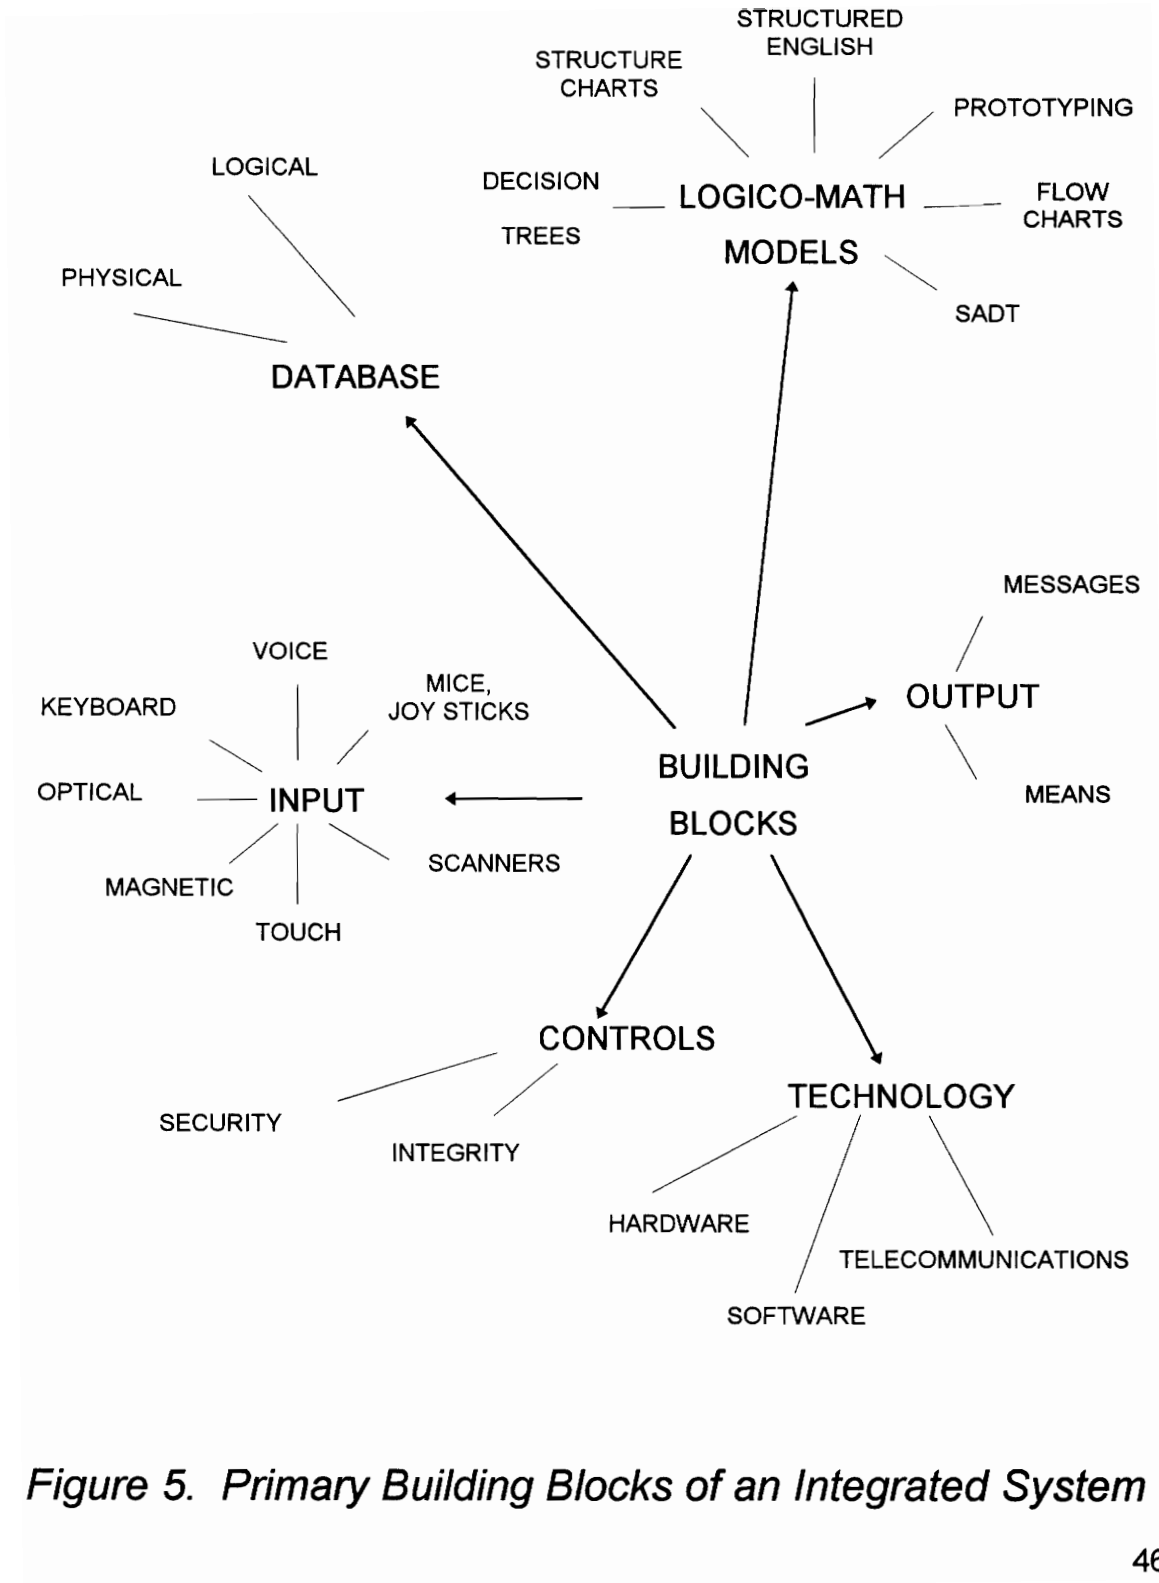 STRUCTURED
ENGLISH
STRUCTURE
CHARTS
PROTOTYPING
LOGICAL
DECISION
TREES
LOGICO-MATH
MODELS
FLOW
CHARTS
PHYSICAL
SADT
DATABASE
MESSAGES
VOICE
MICE,
JOY STICKS
KEYBOARD
OUTPUT
BUILDING
BLOCKS
OPTICAL
INPUT
MEANS
SCANNERS
MAGNETIC
TOUCH
CONTROLS
TECHNOLOGY
SECURITY
INTEGRITY
HARDWARE
TELECOMMUNICATIONS
SOFTWARE
Figure 5. Primary Building Blocks of an Integrated System
46